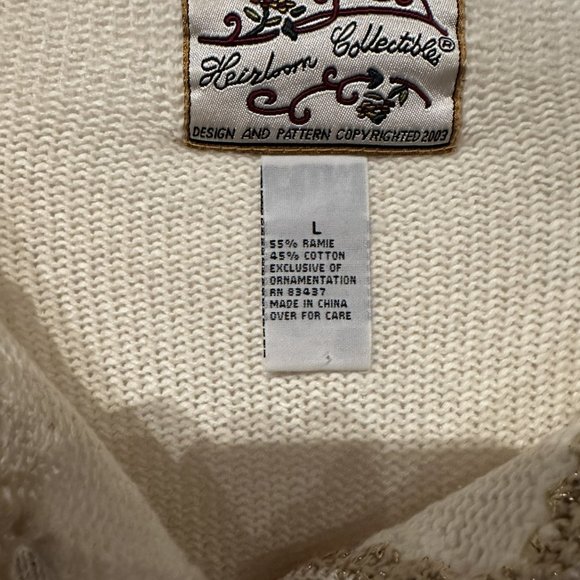 Heirloom Collectibles®
DESIGN AND PATTERN COPYRIGHTED 2003
L
55% RAMIE
45% COTTON
EXCLUSIVE OF
ORNAMENTATION
RN 83437
MADE IN CHINA
OVER FOR CARE